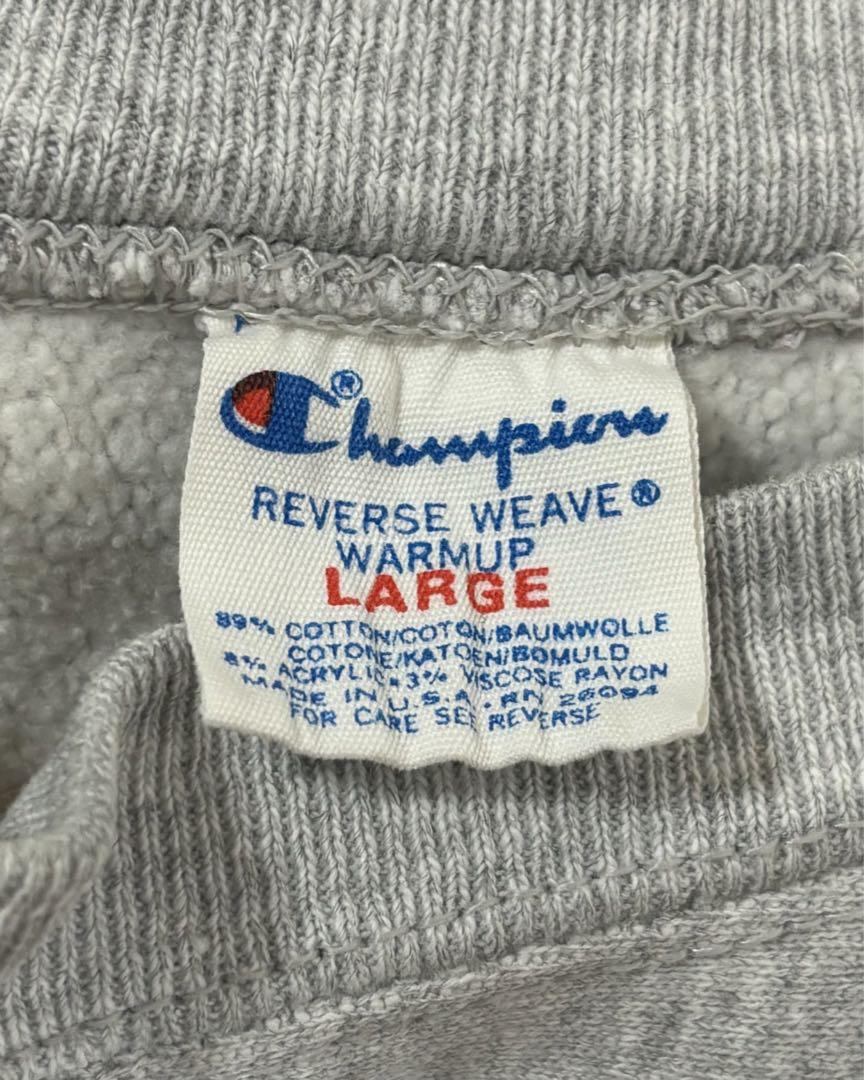 Champion®
REVERSE WEAVE®
WARMUP
LARGE
89% COTTON/COTON/BAUMWOLLE
COTONE/KATOEN/BOMULD
8% ACRYLIC•3% VISCOSE RAYON
MADE IN U.S.A.•RN 26094
FOR CARE SEE REVERSE